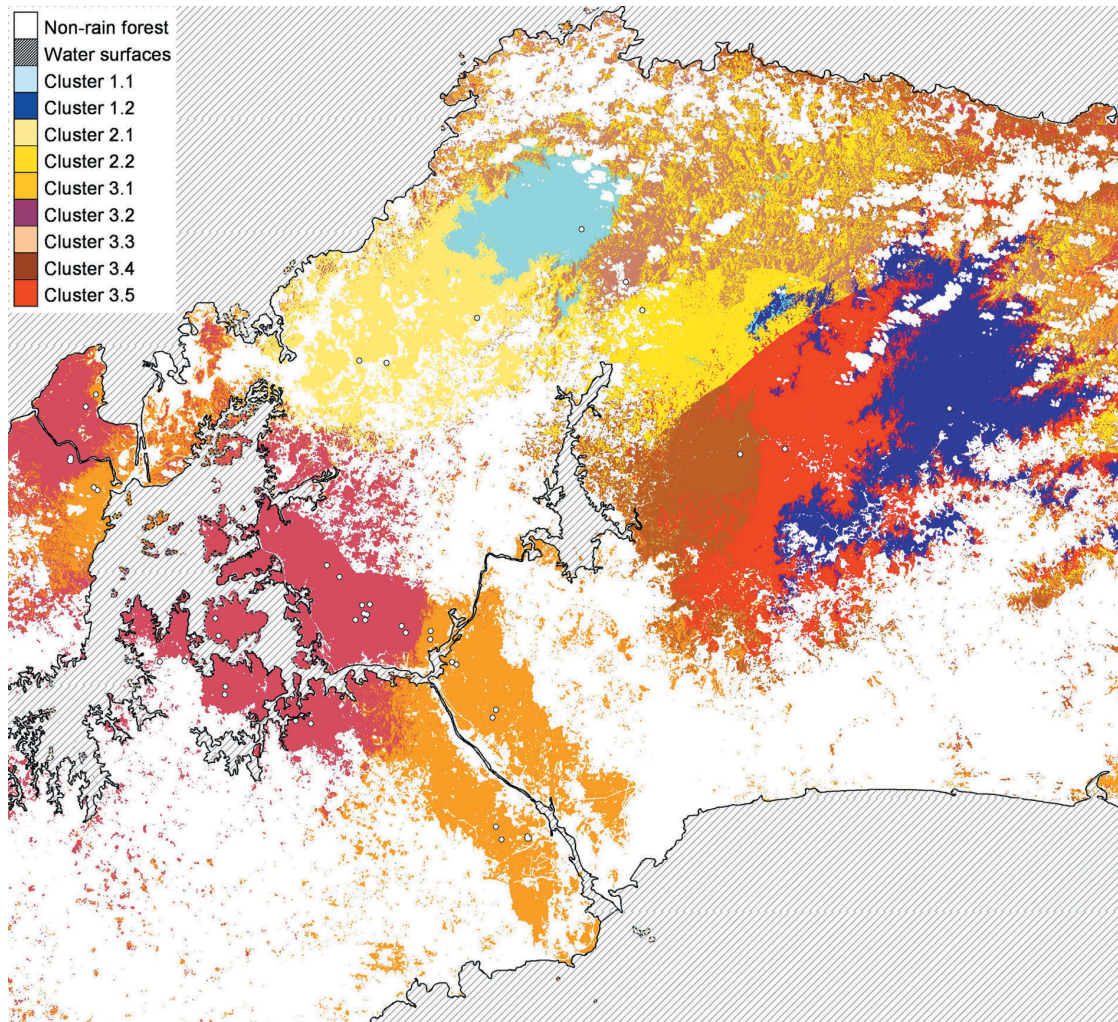 Non-rain forest
Water surfaces
Cluster 1.1
Cluster 1.2
Cluster 2.1
Cluster 2.2
Cluster 3.1
Cluster 3.2
Cluster 3.3
Cluster 3.4
Cluster 3.5